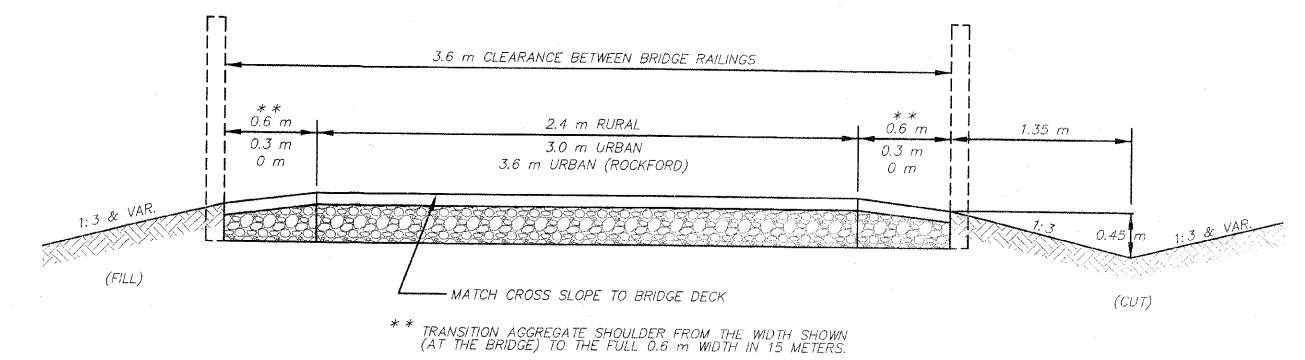 3.6 m CLEARANCE BETWEEN BRIDGE RAILINGS
* *
0.6 m
0.3 m
0 m
2.4 m RURAL
3.0 m URBAN
3.6 m URBAN (ROCKFORD)
* *
0.6 m
0.3 m
0 m
1.35 m
1:3 & VAR.
1:3
0.45 m
1:3 & VAR.
(FILL)
MATCH CROSS SLOPE TO BRIDGE DECK
(CUT)
* * TRANSITION AGGREGATE SHOULDER FROM THE WIDTH SHOWN
(AT THE BRIDGE) TO THE FULL 0.6 m WIDTH IN 15 METERS.